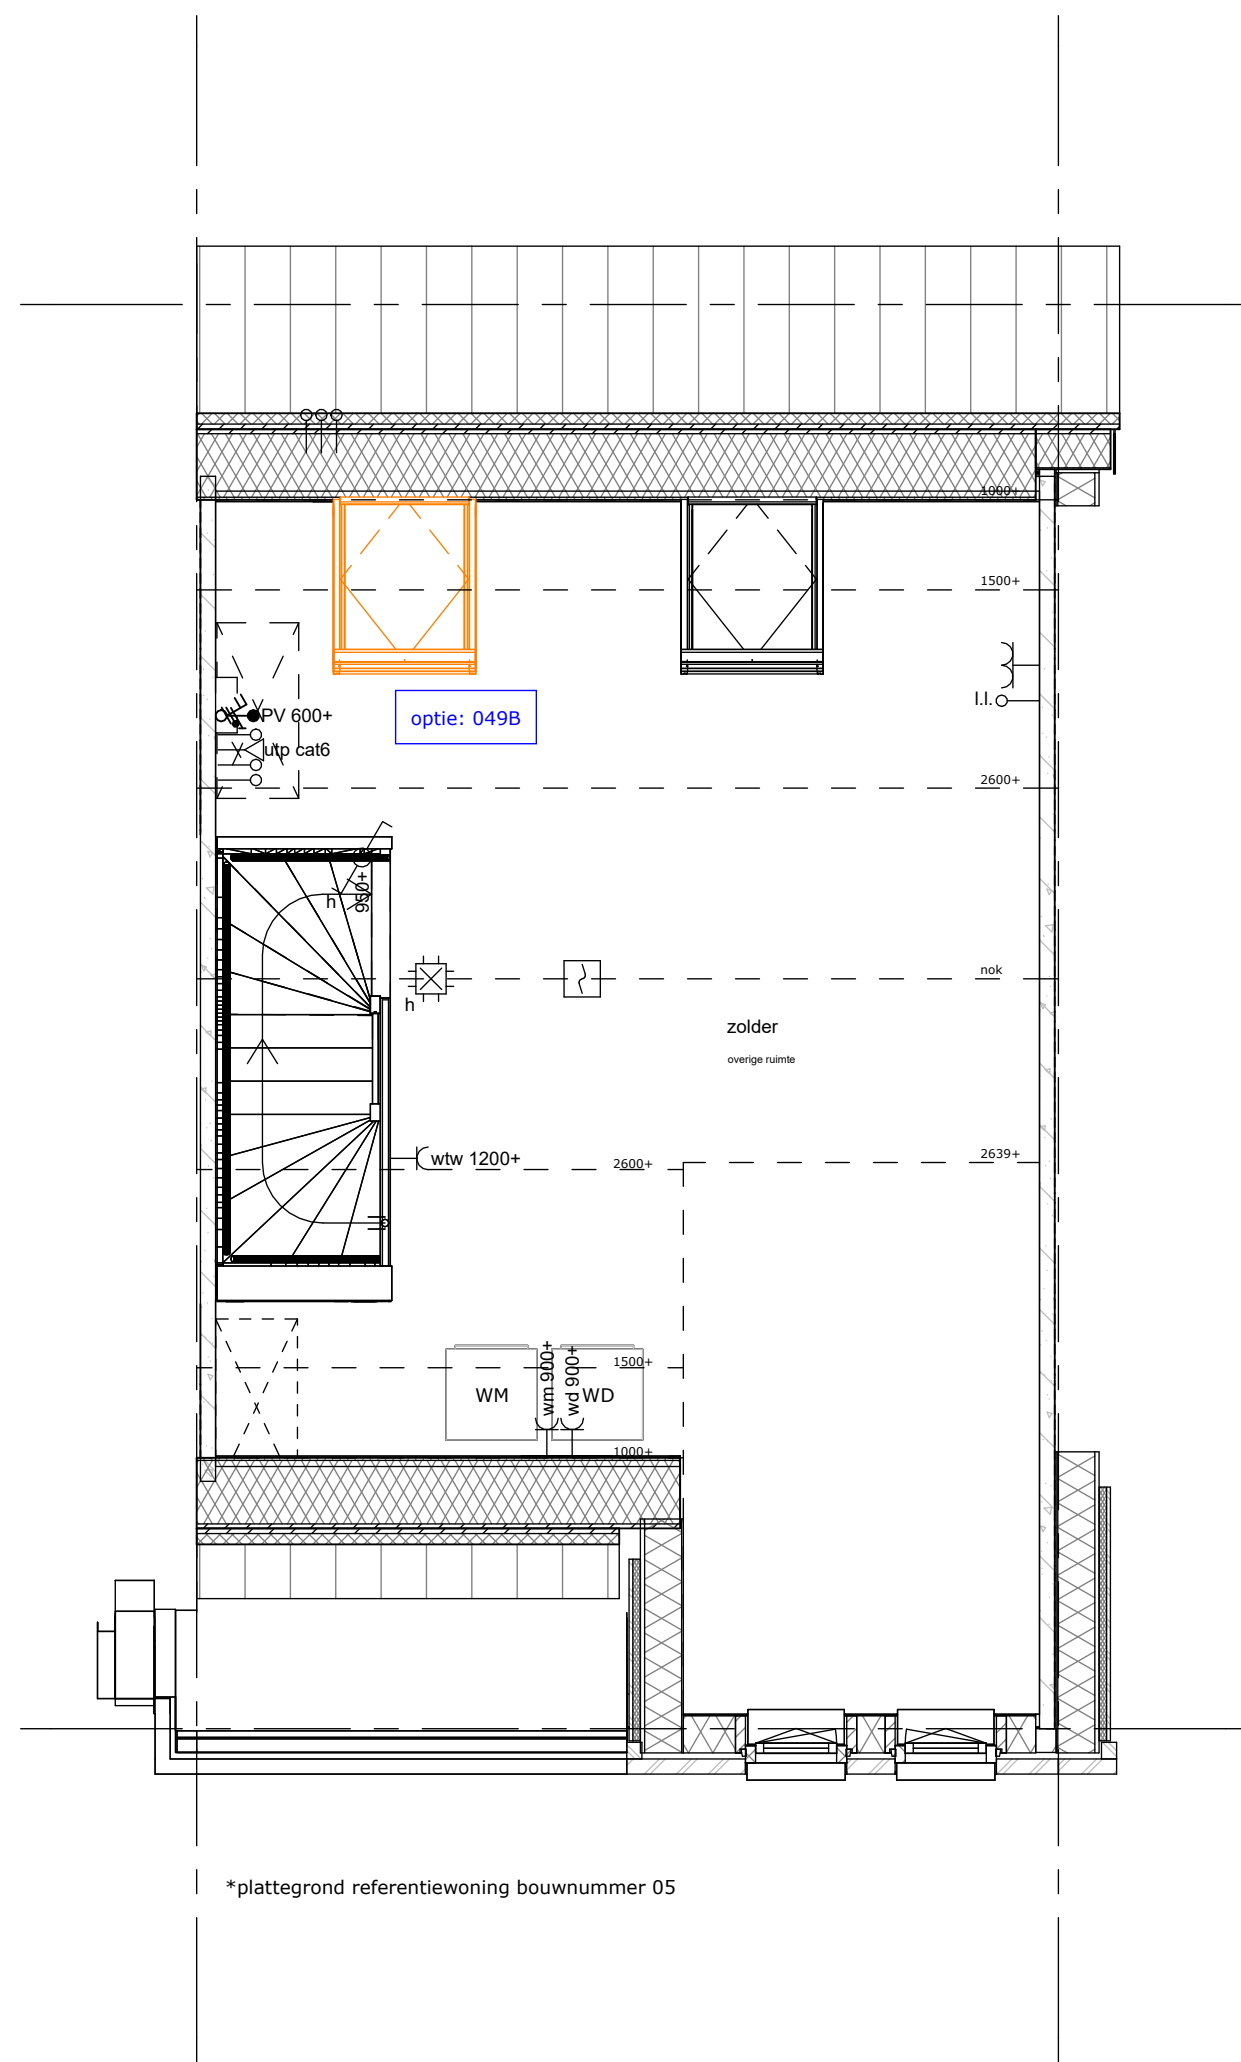 1000+
1500+
l.l.
PV 600+
optie: 049B
utp cat6
2600+
950+
h
nok
h
zolder
overige ruimte
wtw 1200+
2600+
2639+
1500+
wm 900+
wd 900+
WM
WD
1000+
*plattegrond referentiewoning bouwnummer 05